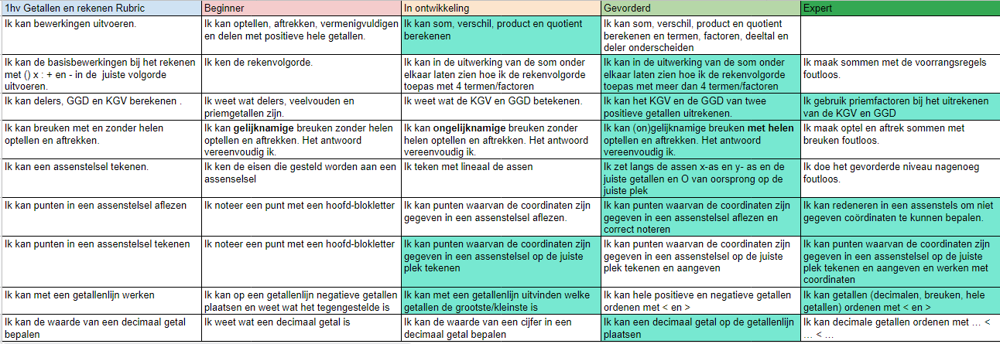 1hv Getallen en rekenen Rubric
Beginner
In ontwikkeling
Gevorderd
Expert
Ik kan bewerkingen uitvoeren.
Ik kan optellen, aftrekken, vermenigvuldigen
en delen met positieve hele getallen.
Ik kan som, verschil, product en quotient
berekenen
Ik kan som, verschil, product en quotient
berekenen en termen, factoren, deeltal en
deler onderscheiden
Ik kan de basisbewerkingen bij het rekenen
met () x : + en - in de juiste volgorde
uitvoeren.
Ik ken de rekenvolgorde.
Ik kan in de uitwerking van de som onder
elkaar laten zien hoe ik de rekenvolgorde
toepas met 4 termen/factoren
Ik kan in de uitwerking van de som onder
elkaar laten zien hoe ik de rekenvolgorde
toepas met meer dan 4 termen/factoren
Ik maak sommen met de voorrangsregels
foutloos.
Ik kan delers, GGD en KGV berekenen .
Ik weet wat delers, veelvouden en
priemgetallen zijn.
Ik weet wat de KGV en GGD betekenen.
Ik kan het KGV en de GGD van twee
positieve getallen uitrekenen.
Ik gebruik priemfactoren bij het uitrekenen
van de KGV en GGD
Ik kan breuken met en zonder helen
optellen en aftrekken.
Ik kan gelijknamige breuken zonder helen
optellen en aftrekken. Het antwoord
vereenvoudig ik.
Ik kan ongelijknamige breuken zonder
helen optellen en aftrekken. Het antwoord
vereenvoudig ik.
Ik kan (on)gelijknamige breuken met helen
optellen en aftrekken. Het antwoord
vereenvoudig ik.
Ik maak optel en aftrek sommen met
breuken foutloos.
Ik kan een assenstelsel tekenen.
Ik ken de eisen die gesteld worden aan een
assenselsel
Ik teken met lineaal de assen
Ik zet langs de assen x-as en y- as en de
juiste getallen en O van oorsprong op de
juiste plek
Ik doe het gevorderde niveau nagenoeg
foutloos.
Ik kan punten in een assenstelsel aflezen
Ik noteer een punt met een hoofd-blokletter
Ik kan punten waarvan de coordinaten zijn
gegeven in een assenstelsel aflezen.
Ik kan punten waarvan de coordinaten zijn
gegeven in een assenstelsel aflezen en
correct noteren
Ik kan redeneren in een assenstels om niet
gegeven coördinaten te kunnen bepalen.
Ik kan punten in een assenstelsel tekenen
Ik noteer een punt met een hoofd-blokletter
Ik kan punten waarvan de coordinaten zijn
gegeven in een assenstelsel op de juiste
plek tekenen
Ik kan punten waarvan de coordinaten zijn
gegeven in een assenstelsel op de juiste
plek tekenen en aangeven
Ik kan punten waarvan de coordinaten zijn
gegeven in een assenstelsel op de juiste
plek tekenen en aangeven en werken met
coordinaten
Ik kan met een getallenlijn werken
Ik kan op een getallenlijn negatieve getallen
plaatsen en weet wat het tegengestelde is
Ik kan met een getallenlijn uitvinden welke
getallen de grootste/kleinste is
Ik kan hele positieve en negatieve getallen
ordenen met < en >
Ik kan getallen (decimalen, breuken, hele
getallen) ordenen met < en >
Ik kan de waarde van een decimaal getal
bepalen
Ik weet wat een decimaal getal is
Ik kan de waarde van een cijfer in een
decimaal getal bepalen
Ik kan een decimaal getal op de getallenlijn
plaatsen
Ik kan decimale getallen ordenen met … <
… < …